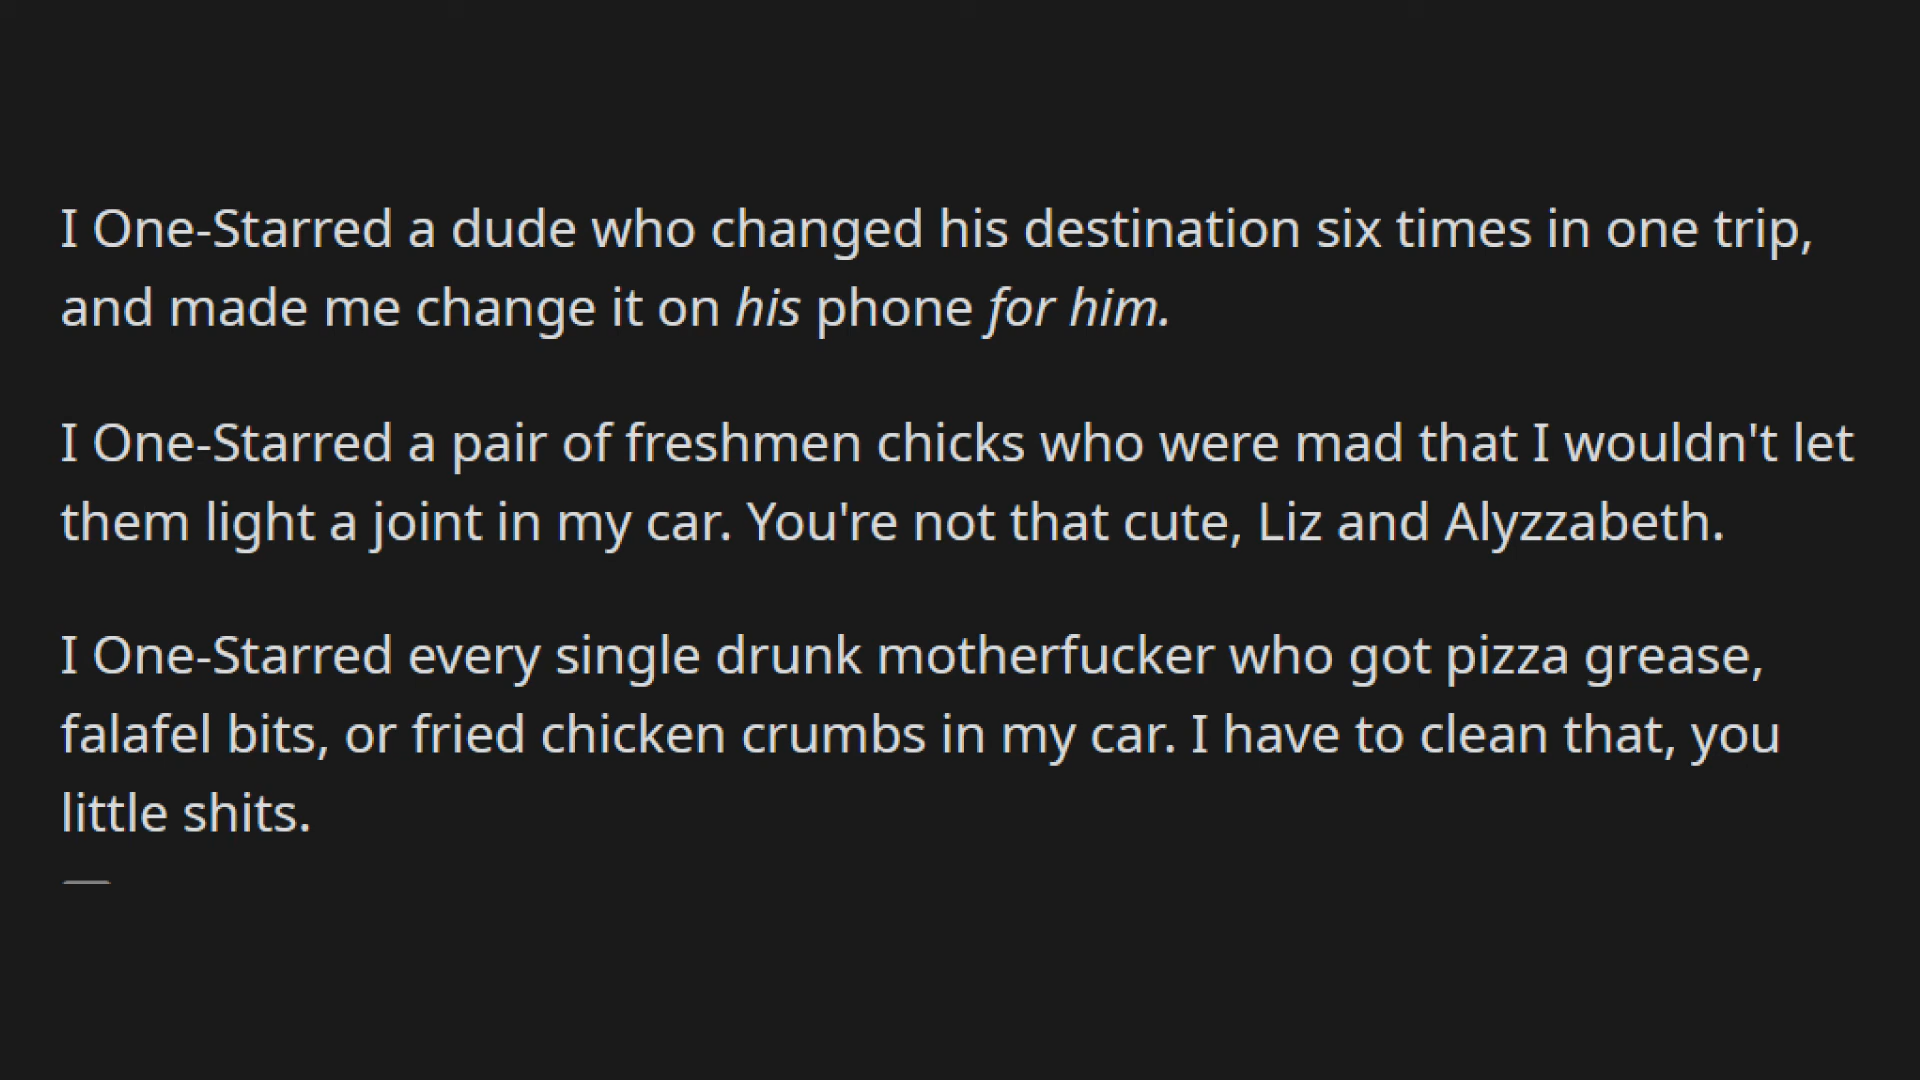 I One-Starred a dude who changed his destination six times in one trip,
and made me change it on his phone for him.
I One-Starred a pair of freshmen chicks who were mad that I wouldn't let
them light a joint in my car. You're not that cute, Liz and Alyzzabeth.
I One-Starred every single drunk motherfucker who got pizza grease,
falafel bits, or fried chicken crumbs in my car. I have to clean that, you
little shits.